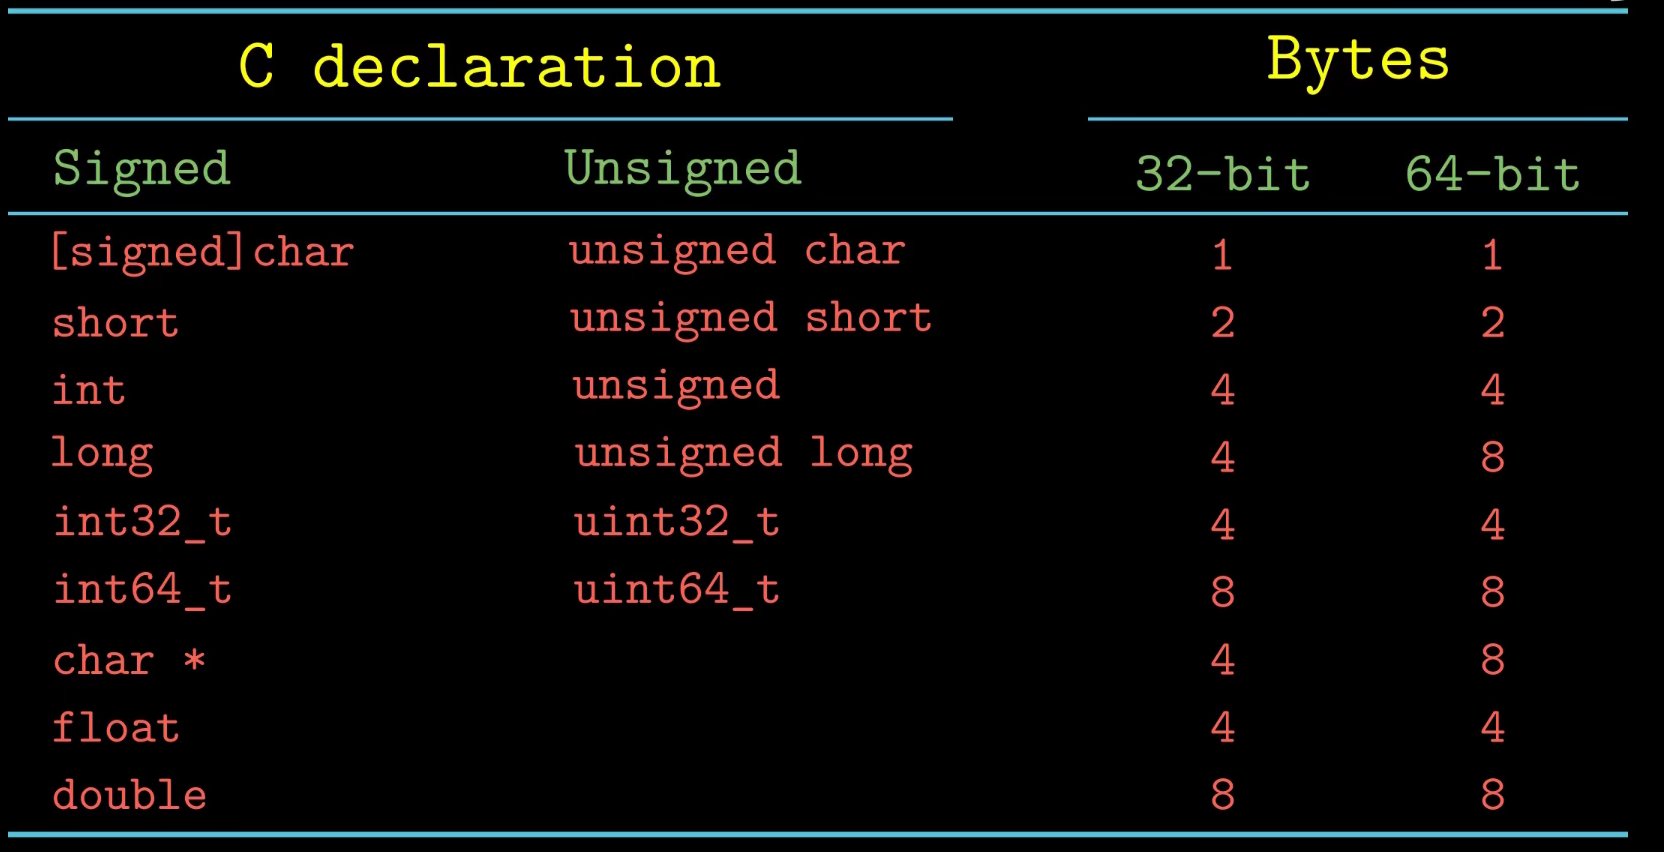 C declaration Bytes
Signed Unsigned 32-bit 64-bit
[signed]char unsigned char 1 1
short unsigned short 2 2
int unsigned 4 4
long unsigned long 4 8
int32_t uint32_t 4 4
int64_t uint64_t 8 8
char * 4 8
float 4 4
double 8 8